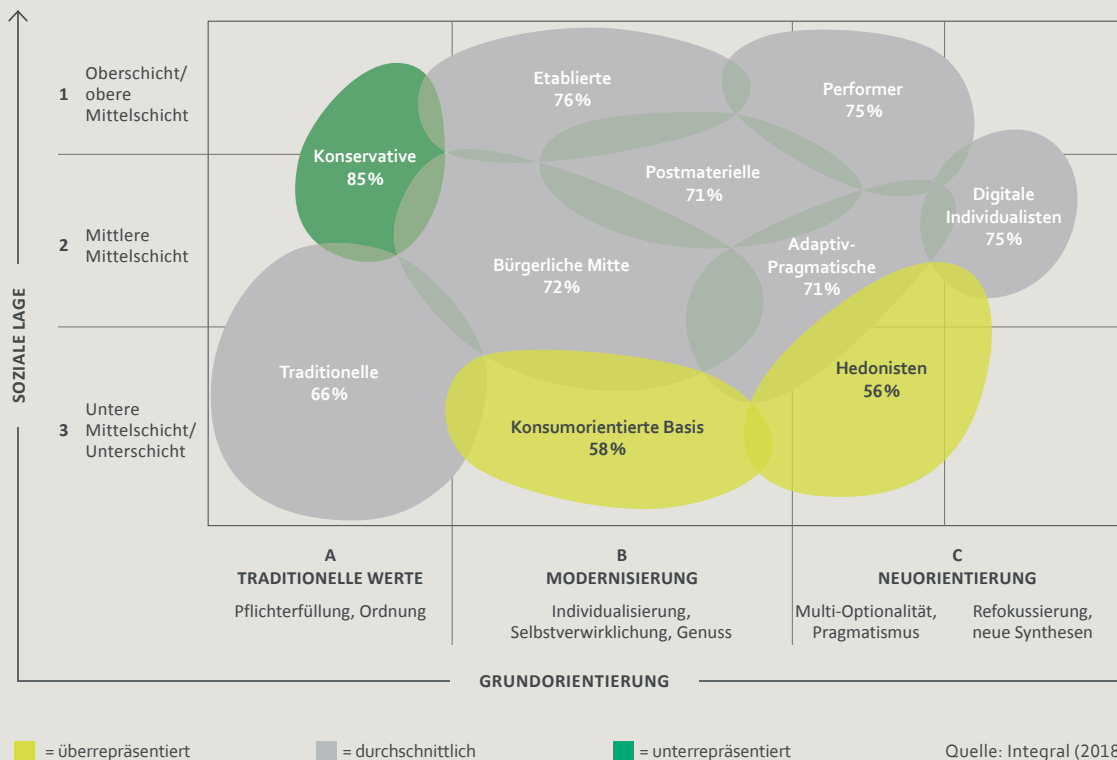 1 Oberschicht/
obere
Mittelschicht
2 Mittlere
Mittelschicht
3 Untere
Mittelschicht/
Unterschicht
SOZIALE LAGE
Etablierte
76%
Performer
75%
Konservative
85%
Postmaterielle
71%
Digitale
Individualisten
75%
Bürgerliche Mitte
72%
Adaptiv-
Pragmatische
71%
Traditionelle
66%
Hedonisten
56%
Konsumorientierte Basis
58%
A
TRADITIONELLE WERTE
Pflichterfüllung, Ordnung
B
MODERNISIERUNG
Individualisierung,
Selbstverwirklichung, Genuss
C
NEUORIENTIERUNG
Multi-Optionalität,
Pragmatismus
Refokussierung,
neue Synthesen
GRUNDORIENTIERUNG
= überrepräsentiert
= durchschnittlich
= unterrepräsentiert
Quelle: Integral (2018